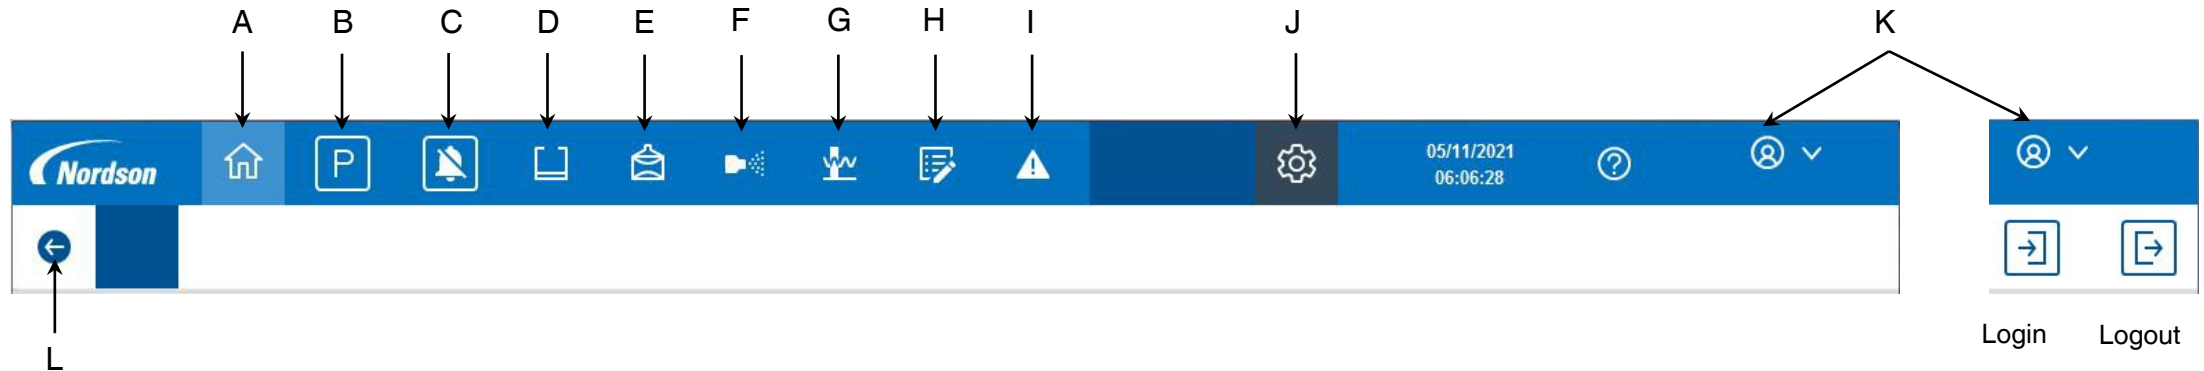 A B C D E F G H I J K
Nordson P 05/11/2021
06:06:28
Login Logout
L